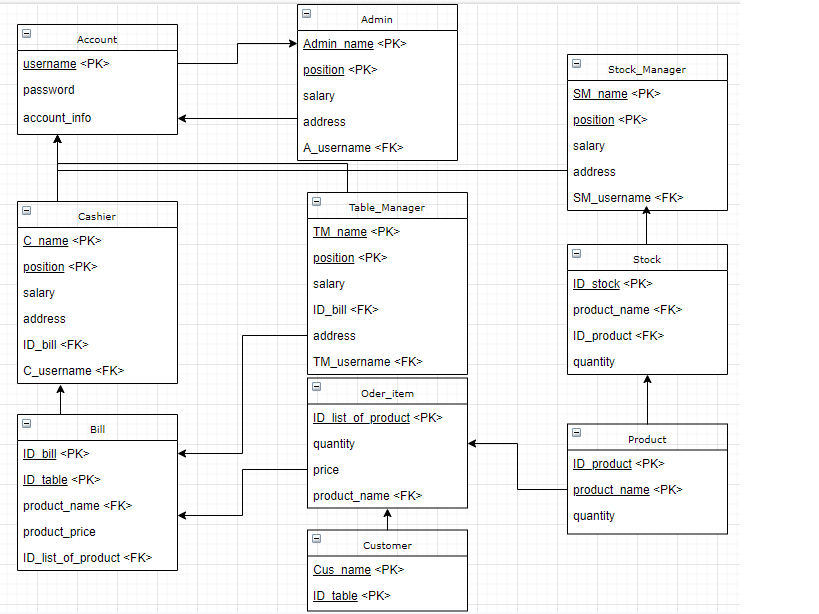 Account
username <PK>
password
account_info
Admin
Admin_name <PK>
position <PK>
salary
address
A_username <FK>
Stock_Manager
SM_name <PK>
position <PK>
salary
address
SM_username <FK>
Cashier
C_name <PK>
position <PK>
salary
address
ID_bill <FK>
C_username <FK>
Table_Manager
TM_name <PK>
position <PK>
salary
ID_bill <FK>
address
TM_username <FK>
Stock
ID_stock <PK>
product_name <FK>
ID_product <FK>
quantity
Bill
ID_bill <PK>
ID_table <PK>
product_name <FK>
product_price
ID_list_of_product <FK>
Oder_item
ID_list_of_product <PK>
quantity
price
product_name <FK>
Product
ID_product <PK>
product_name <PK>
quantity
Customer
Cus_name <PK>
ID_table <PK>